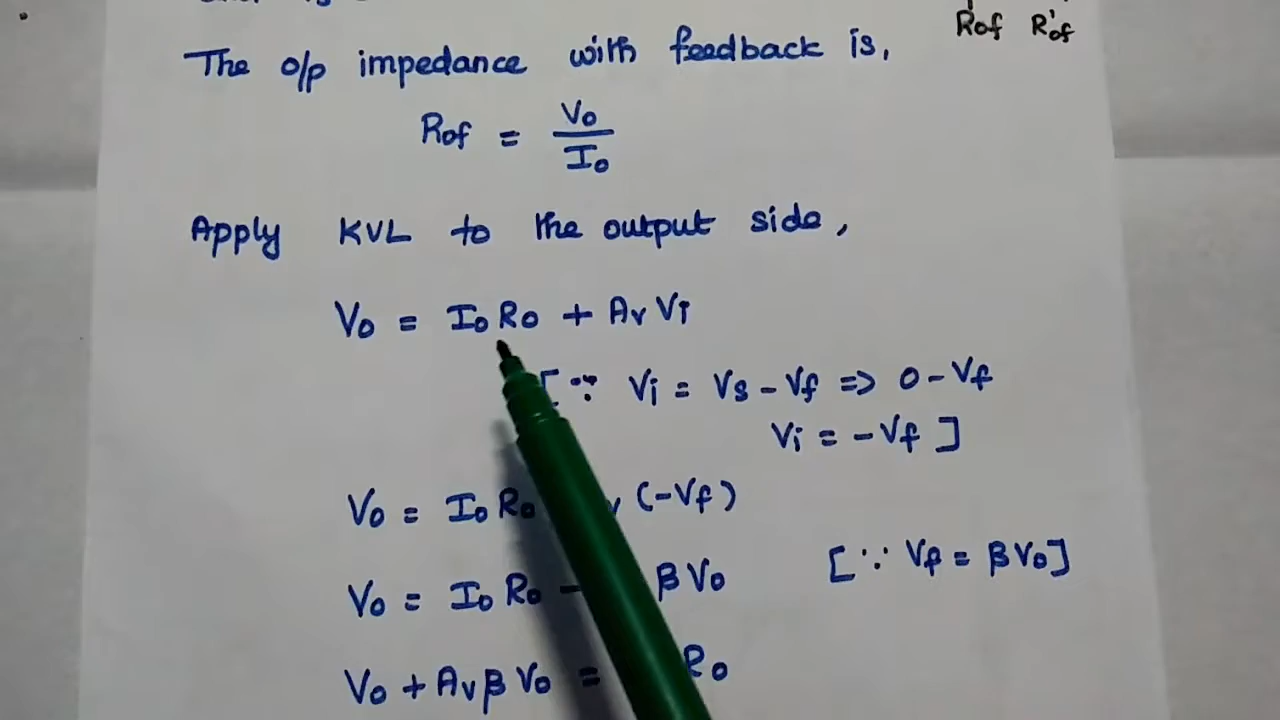 Rof R'of
The o/p impedance with feedback is,
Rof = Vo / Io
Apply KVL to the output side,
Vo = IoRo + AvVi
[∵ Vi = Vs - Vf => 0 - Vf
Vi = -Vf ]
Vo = IoRo (-Vf)
Vo = IoRo - βVo [∵ Vf = βVo]
Vo + AvβVo = Ro